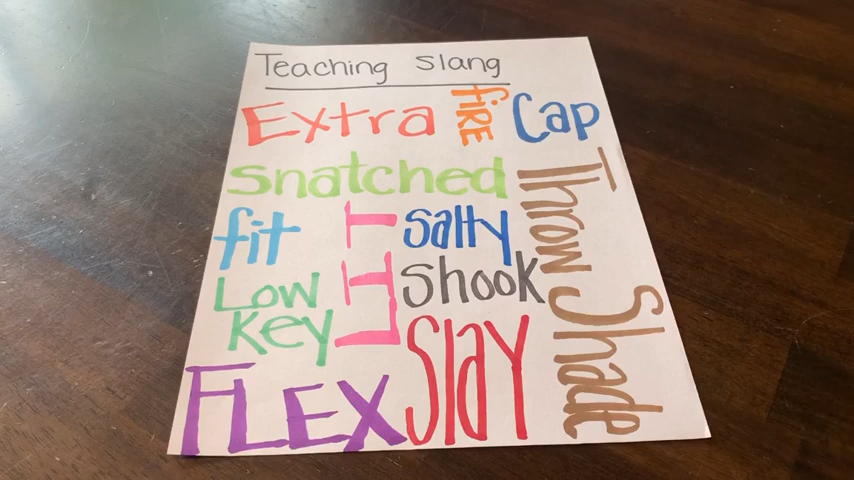 Teaching Slang
Extra
fiRE
Cap
Snatched
Throw Shade
fit
LIT
Salty
Low
Key
Shook
FLEX
Slay